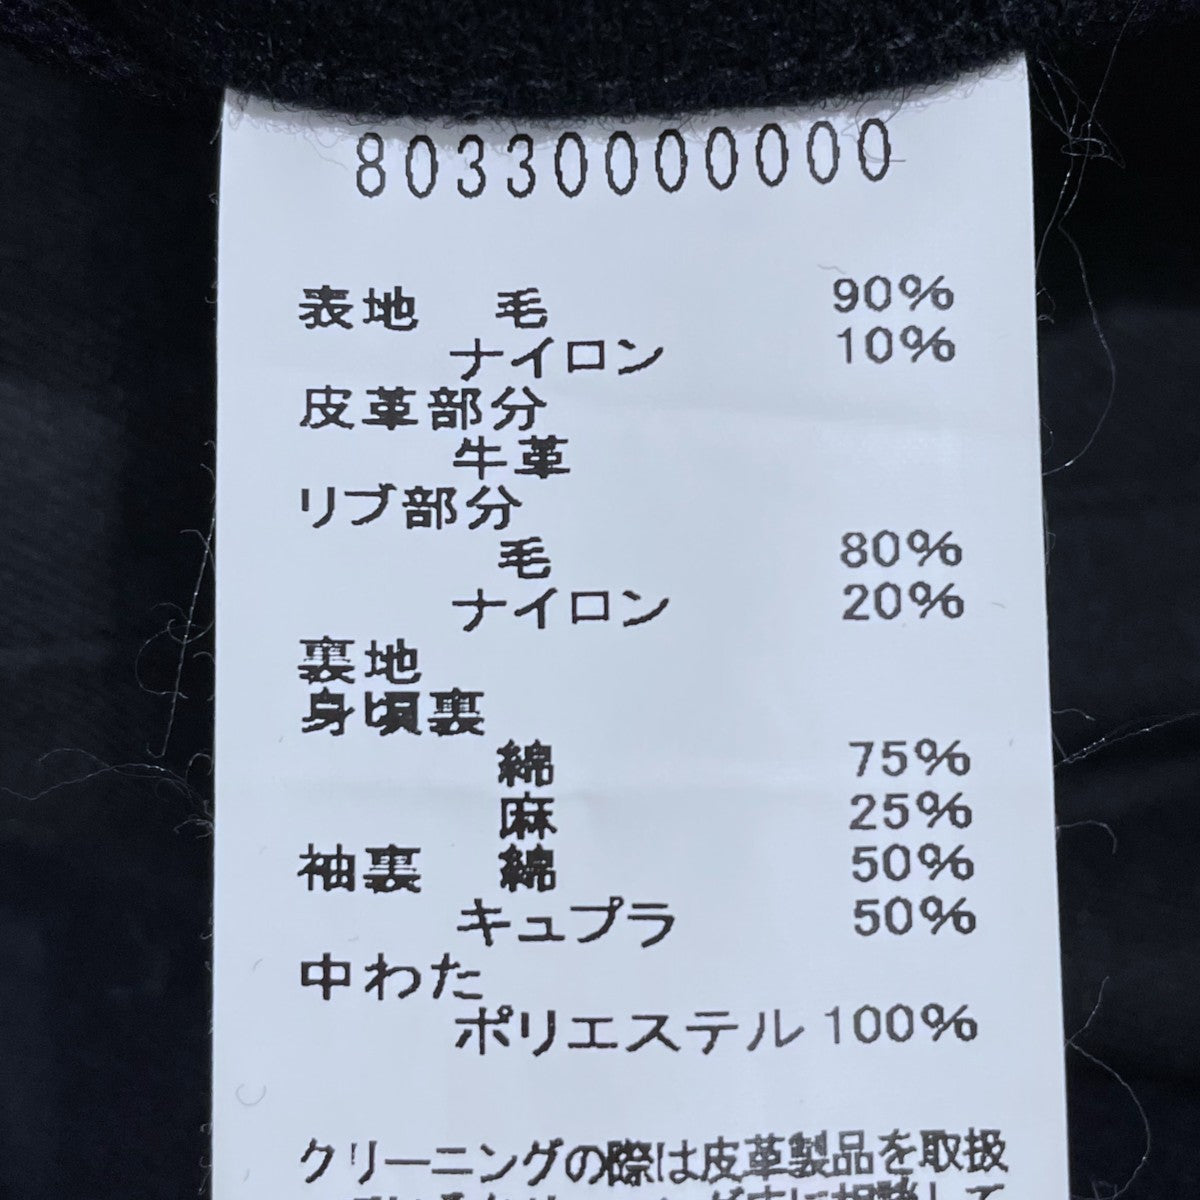 80330000000
表地 毛 90%
ナイロン 10%
皮革部分
牛革
リブ部分
毛 80%
ナイロン 20%
裏地
身頃裏
綿 75%
麻 25%
袖裏 綿 50%
キュプラ 50%
中わた
ポリエステル 100%
クリーニングの際は皮革製品を取扱